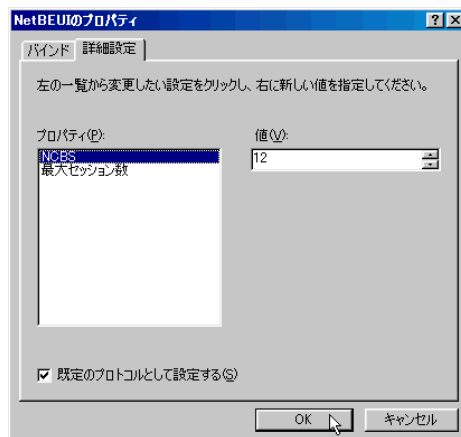 NetBEUIのプロパティ
バインド 詳細設定
左の一覧から変更したい設定をクリックし、右に新しい値を指定してください。
プロパティ(P): 値(V):
NCBS 12
最大セッション数
既定のプロトコルとして設定する(S)
OK キャンセル